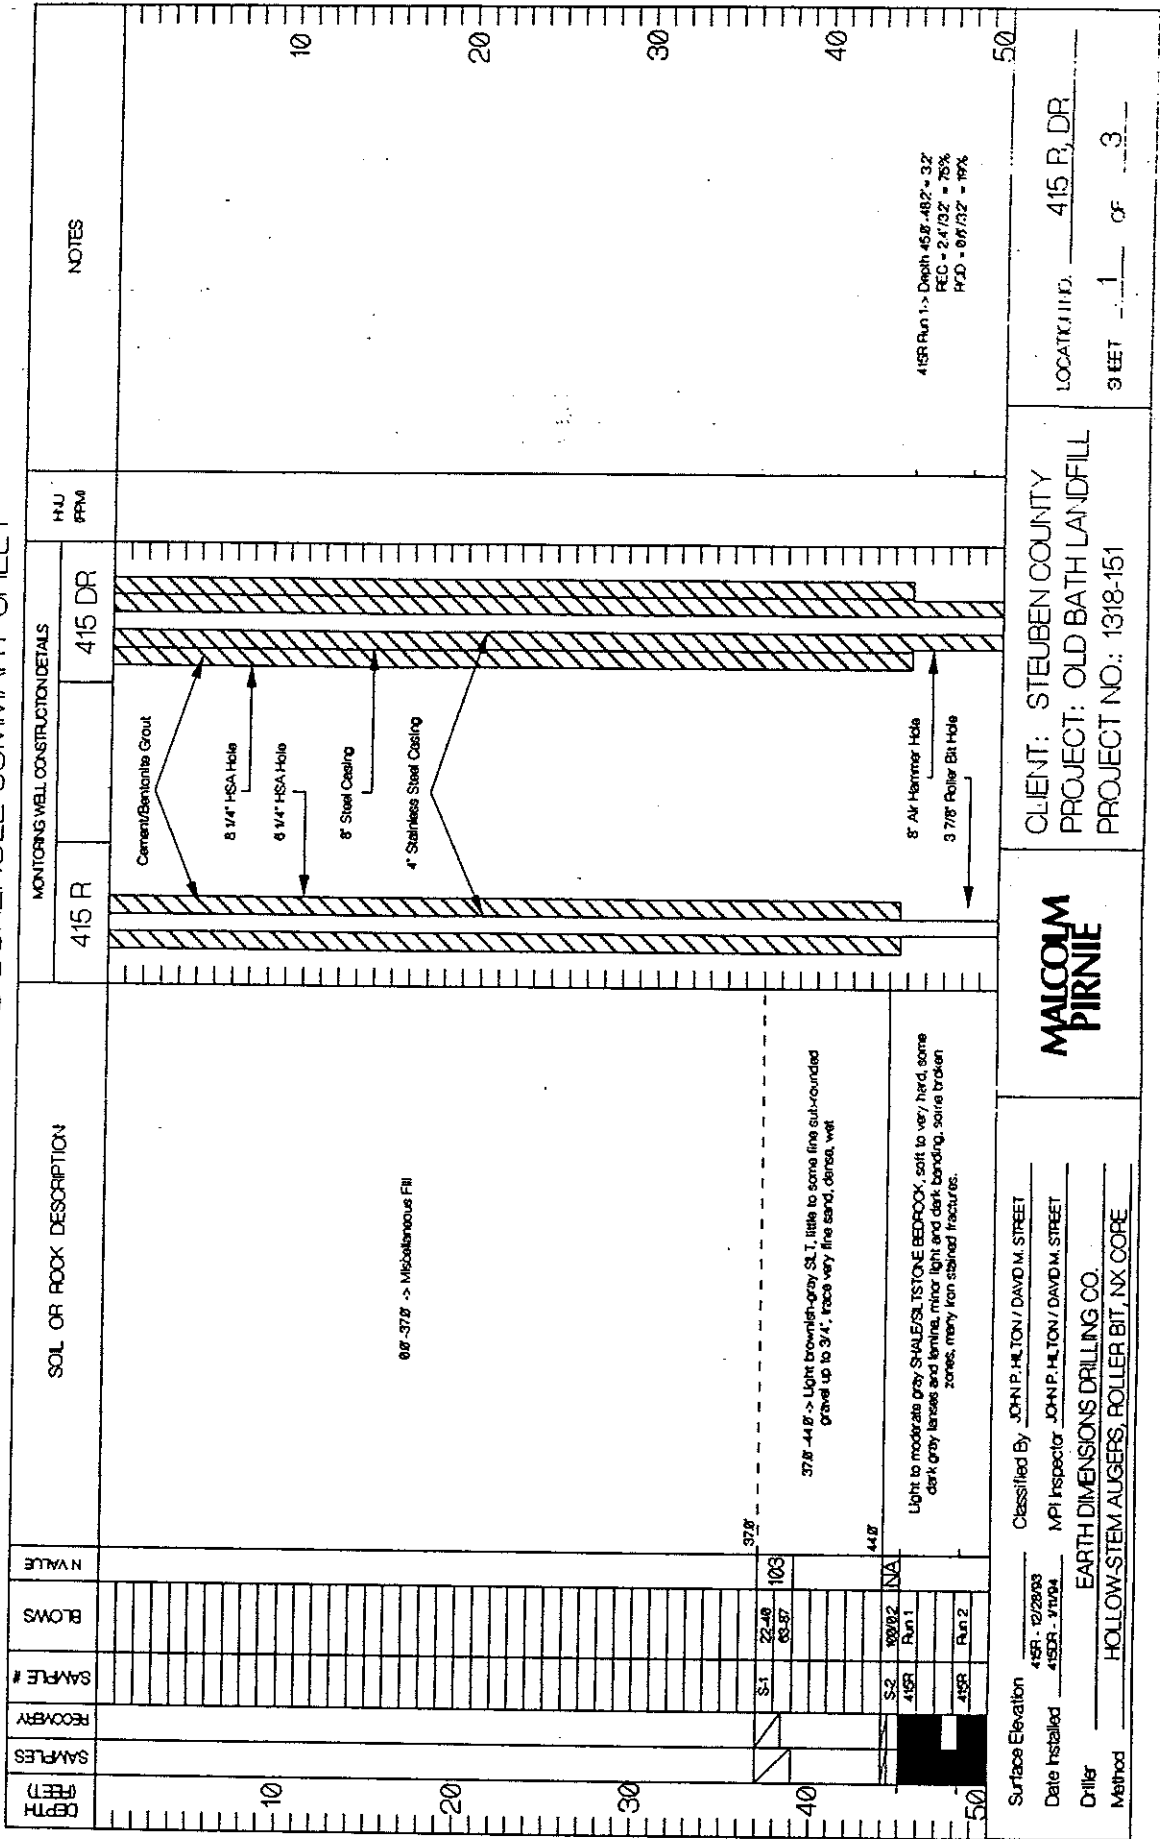 DEPTH
(FEET)
SAMPLES
RECOVERY
SAMPLE #
BLOWS
N VALUE
SOIL OR ROCK DESCRIPTION
MONITORING WELL CONSTRUCTION DETAILS
415 R
415 DR
HNU
(PPM)
NOTES
10
20
30
40
50
0.0'-37.0' -> Miscellaneous Fill
37.0'
S-1
22-40
63-87
103
37.0'-44.0' -> Light brownish-gray SILT, little to some fine sub-rounded
gravel up to 3/4", trace very fine sand, dense, wet
44.0'
S-2
100/0.2
NA
415R
Run 1
415R
Run 2
Light to moderate gray SHALE/SILTSTONE BEDROCK, soft to very hard, some
dark gray lenses and lamina, minor light and dark banding, some broken
zones, many iron stained fractures.
Cement/Bentonite Grout
8 1/4" HSA Hole
6 1/4" HSA Hole
8" Steel Casing
4" Stainless Steel Casing
8" Air Hammer Hole
3 7/8" Roller Bit Hole
10
20
30
40
50
415R Run 1-> Depth 45.0'-48.2' = 3.2'
REC = 2.4'/3.2' = 75%
RQD = 0.6'/3.2' = 19%
Surface Elevation
Classified By JOHN P. HILTON / DAVID M. STREET
Date Installed 415R - 12/28/93
415DR - 1/11/94
MPI Inspector JOHN P. HILTON / DAVID M. STREET
Driller EARTH DIMENSIONS DRILLING CO.
Method HOLLOW-STEM AUGERS, ROLLER BIT, NX CORE
MALCOLM
PIRNIE
CLIENT: STEUBEN COUNTY
PROJECT: OLD BATH LANDFILL
PROJECT NO.: 1318-151
LOCATION NO. 415 R, DR
SHEET 1 OF 3